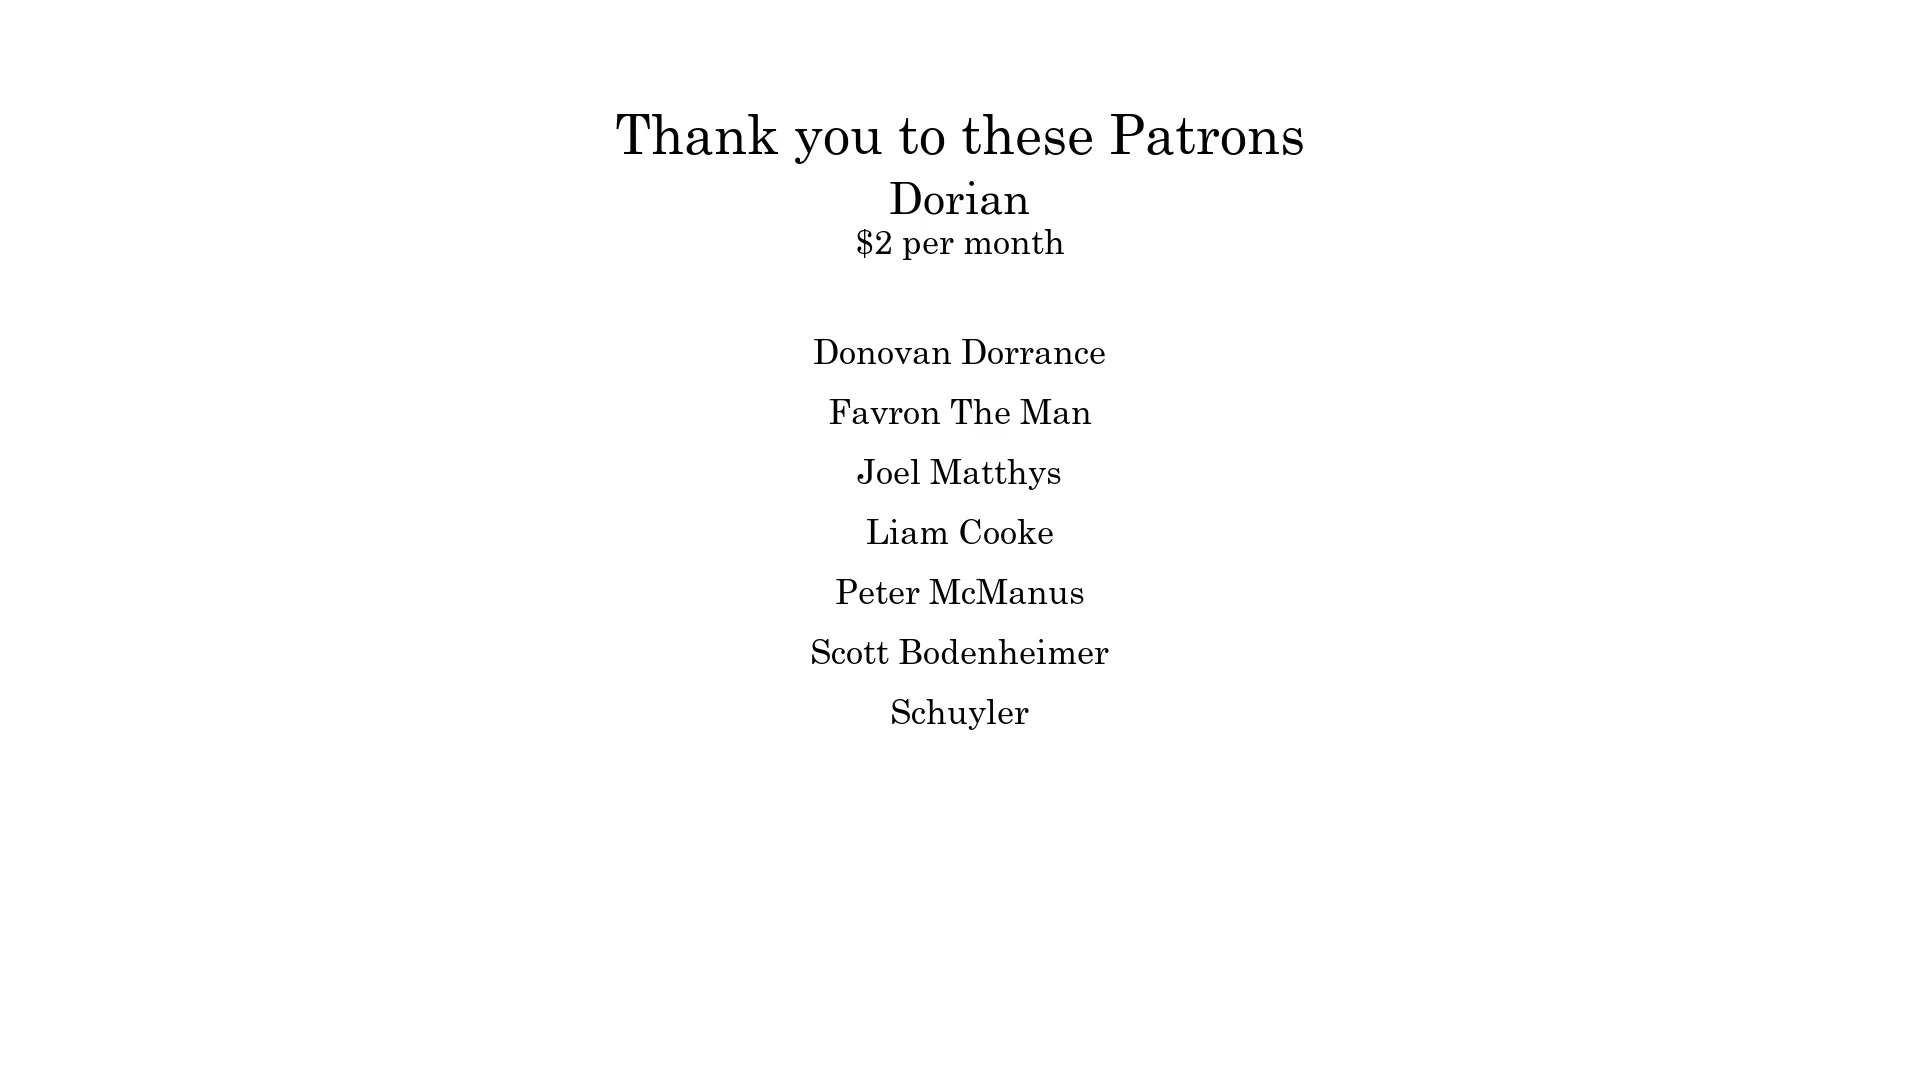 Thank you to these Patrons
Dorian
$2 per month
Donovan Dorrance
Favron The Man
Joel Matthys
Liam Cooke
Peter McManus
Scott Bodenheimer
Schuyler